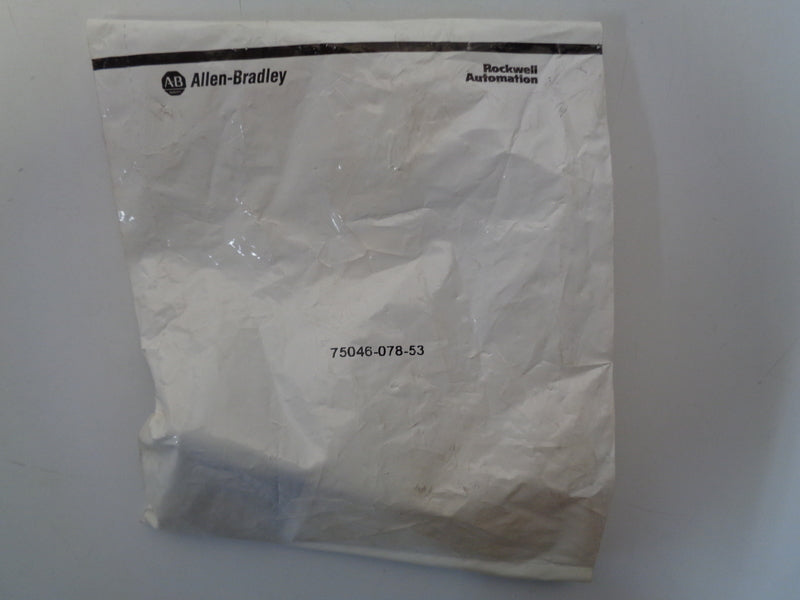 AB Allen-Bradley
Rockwell
Automation
75046-078-53